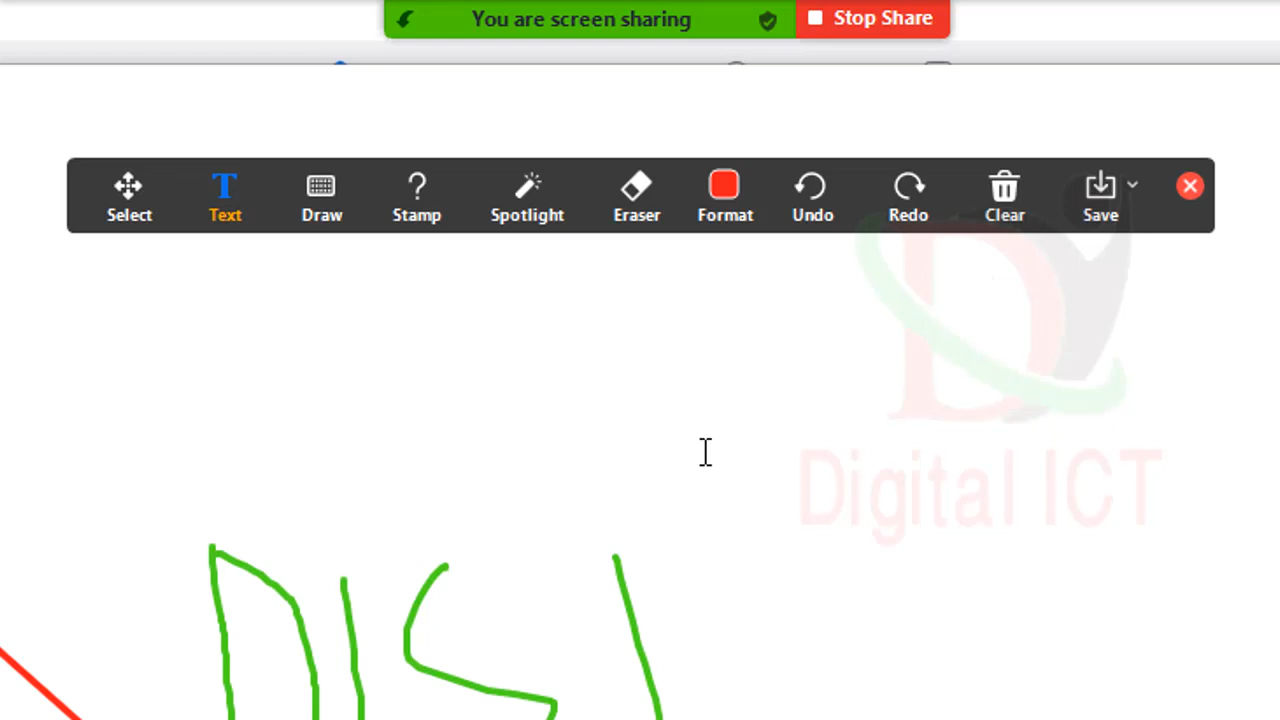 You are screen sharing Stop Share
Select Text Draw Stamp Spotlight Eraser Format Undo Redo Clear Save
Digital ICT